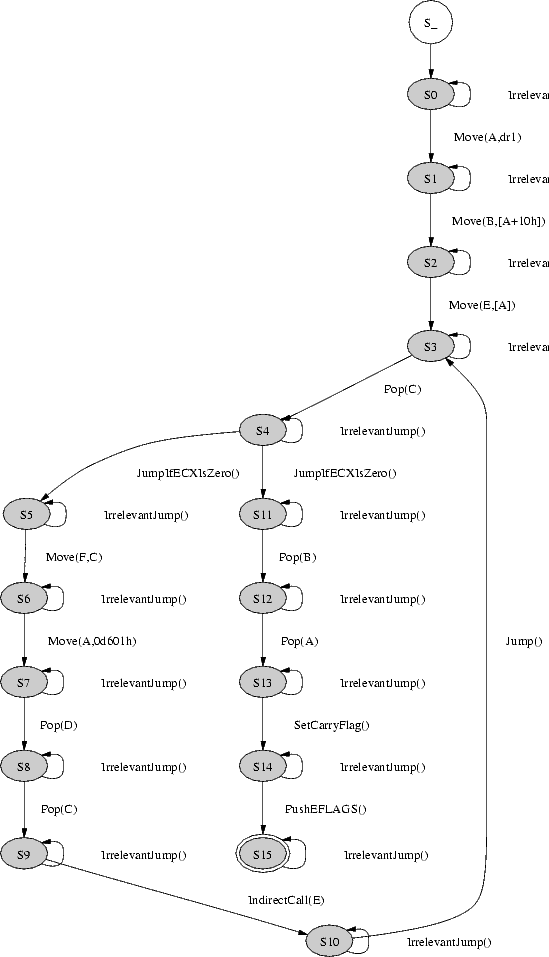 S_
S0 Irrelevan
Move(A,dr1)
S1 Irrelevan
Move(B,[A+10h])
S2 Irrelevan
Move(E,[A])
S3 Irrelevan
Pop(C)
S4 IrrelevantJump()
JumpIfECXIsZero() JumpIfECXIsZero()
S5 IrrelevantJump() S11 IrrelevantJump()
Move(F,C) Pop(B)
S6 IrrelevantJump() S12 IrrelevantJump()
Move(A,0d601h) Pop(A) Jump()
S7 IrrelevantJump() S13 IrrelevantJump()
Pop(D) SetCarryFlag()
S8 IrrelevantJump() S14 IrrelevantJump()
Pop(C) PushEFLAGS()
S9 IrrelevantJump() S15 IrrelevantJump()
IndirectCall(E)
S10 IrrelevantJump()